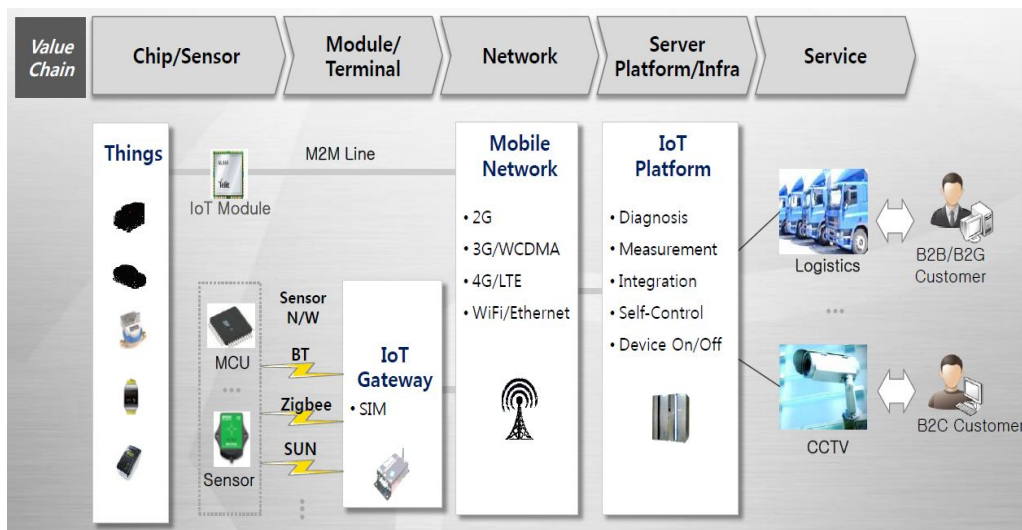 Value
Chain
Chip/Sensor
Module/
Terminal
Network
Server
Platform/Infra
Service
Things
M2M Line
Telit
IoT Module
MCU
...
Sensor
Sensor
N/W
BT
Zigbee
SUN
...
IoT
Gateway
• SIM
Mobile
Network
• 2G
• 3G/WCDMA
• 4G/LTE
• WiFi/Ethernet
IoT
Platform
• Diagnosis
• Measurement
• Integration
• Self-Control
• Device On/Off
Logistics
...
CCTV
B2B/B2G
Customer
B2C Customer